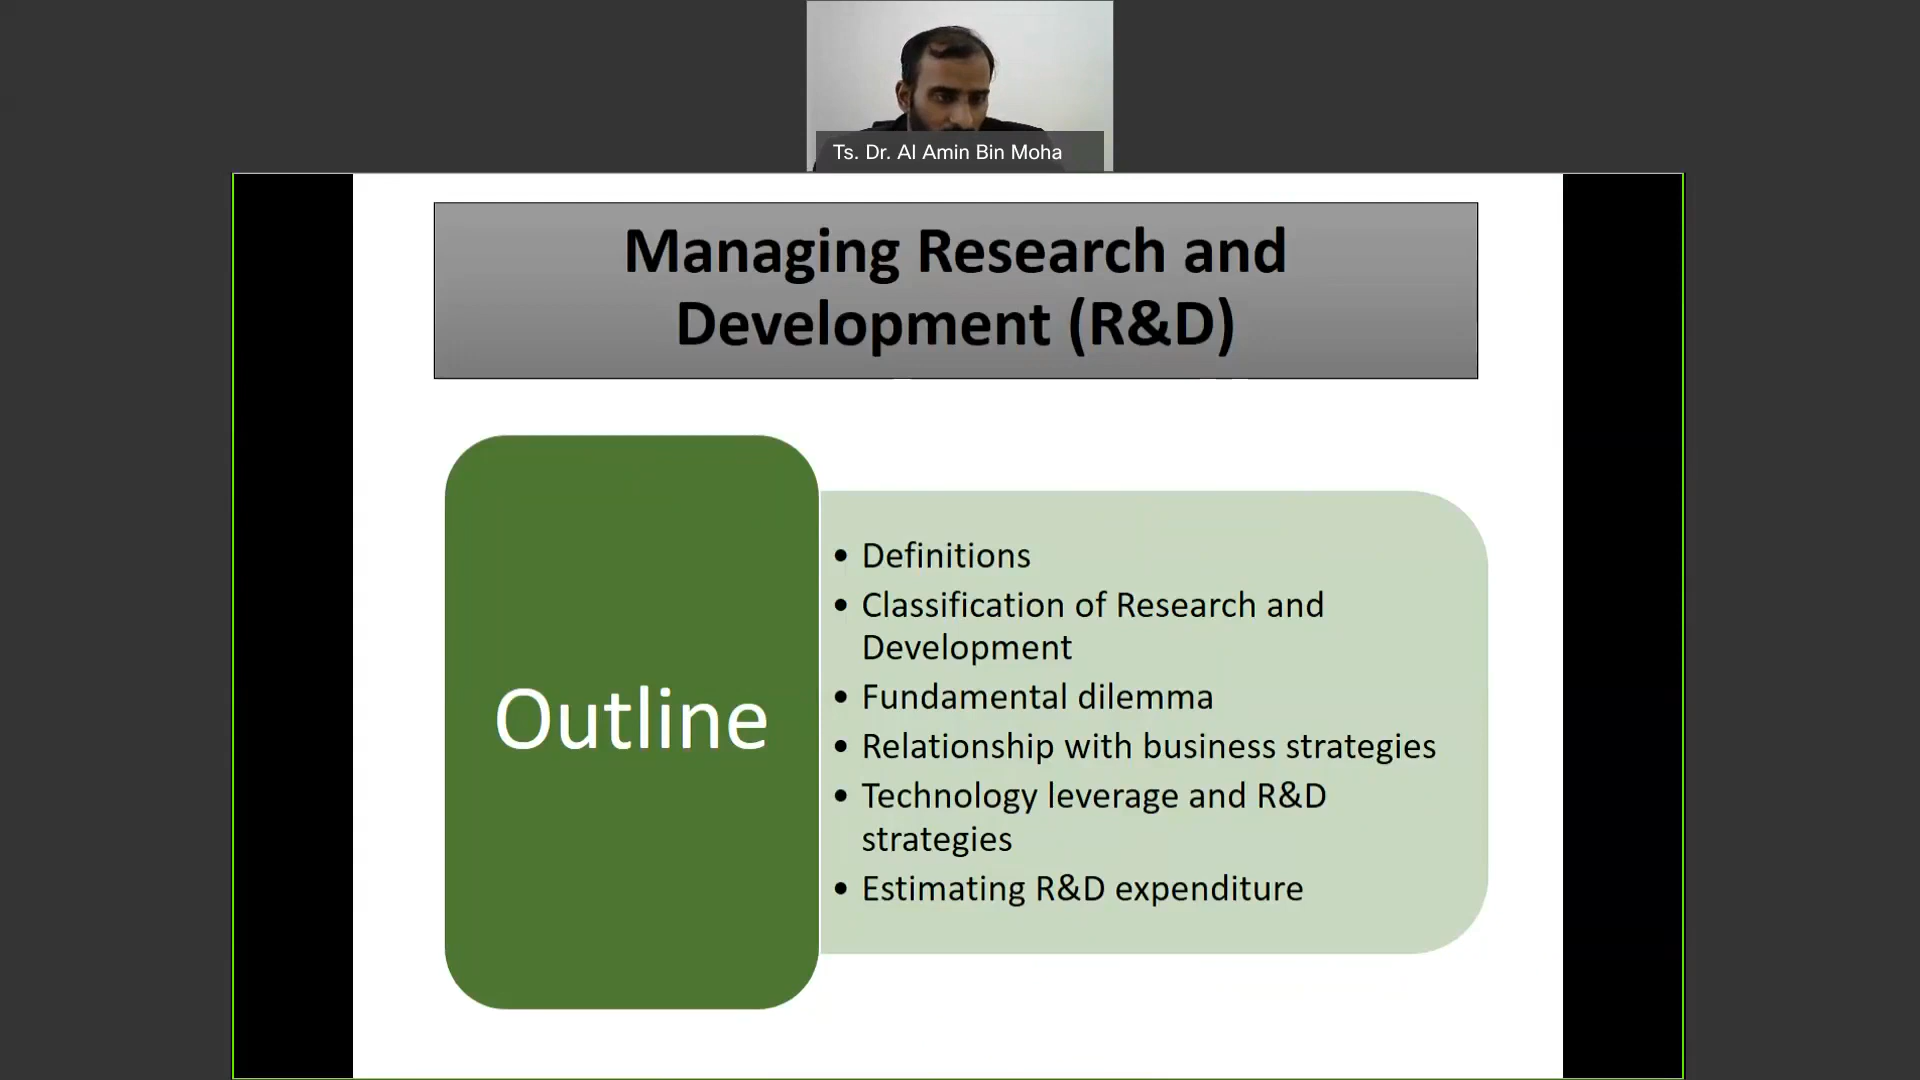 Ts. Dr. Al Amin Bin Moha
Managing Research and
Development (R&D)
Outline
• Definitions
• Classification of Research and
Development
• Fundamental dilemma
• Relationship with business strategies
• Technology leverage and R&D
strategies
• Estimating R&D expenditure